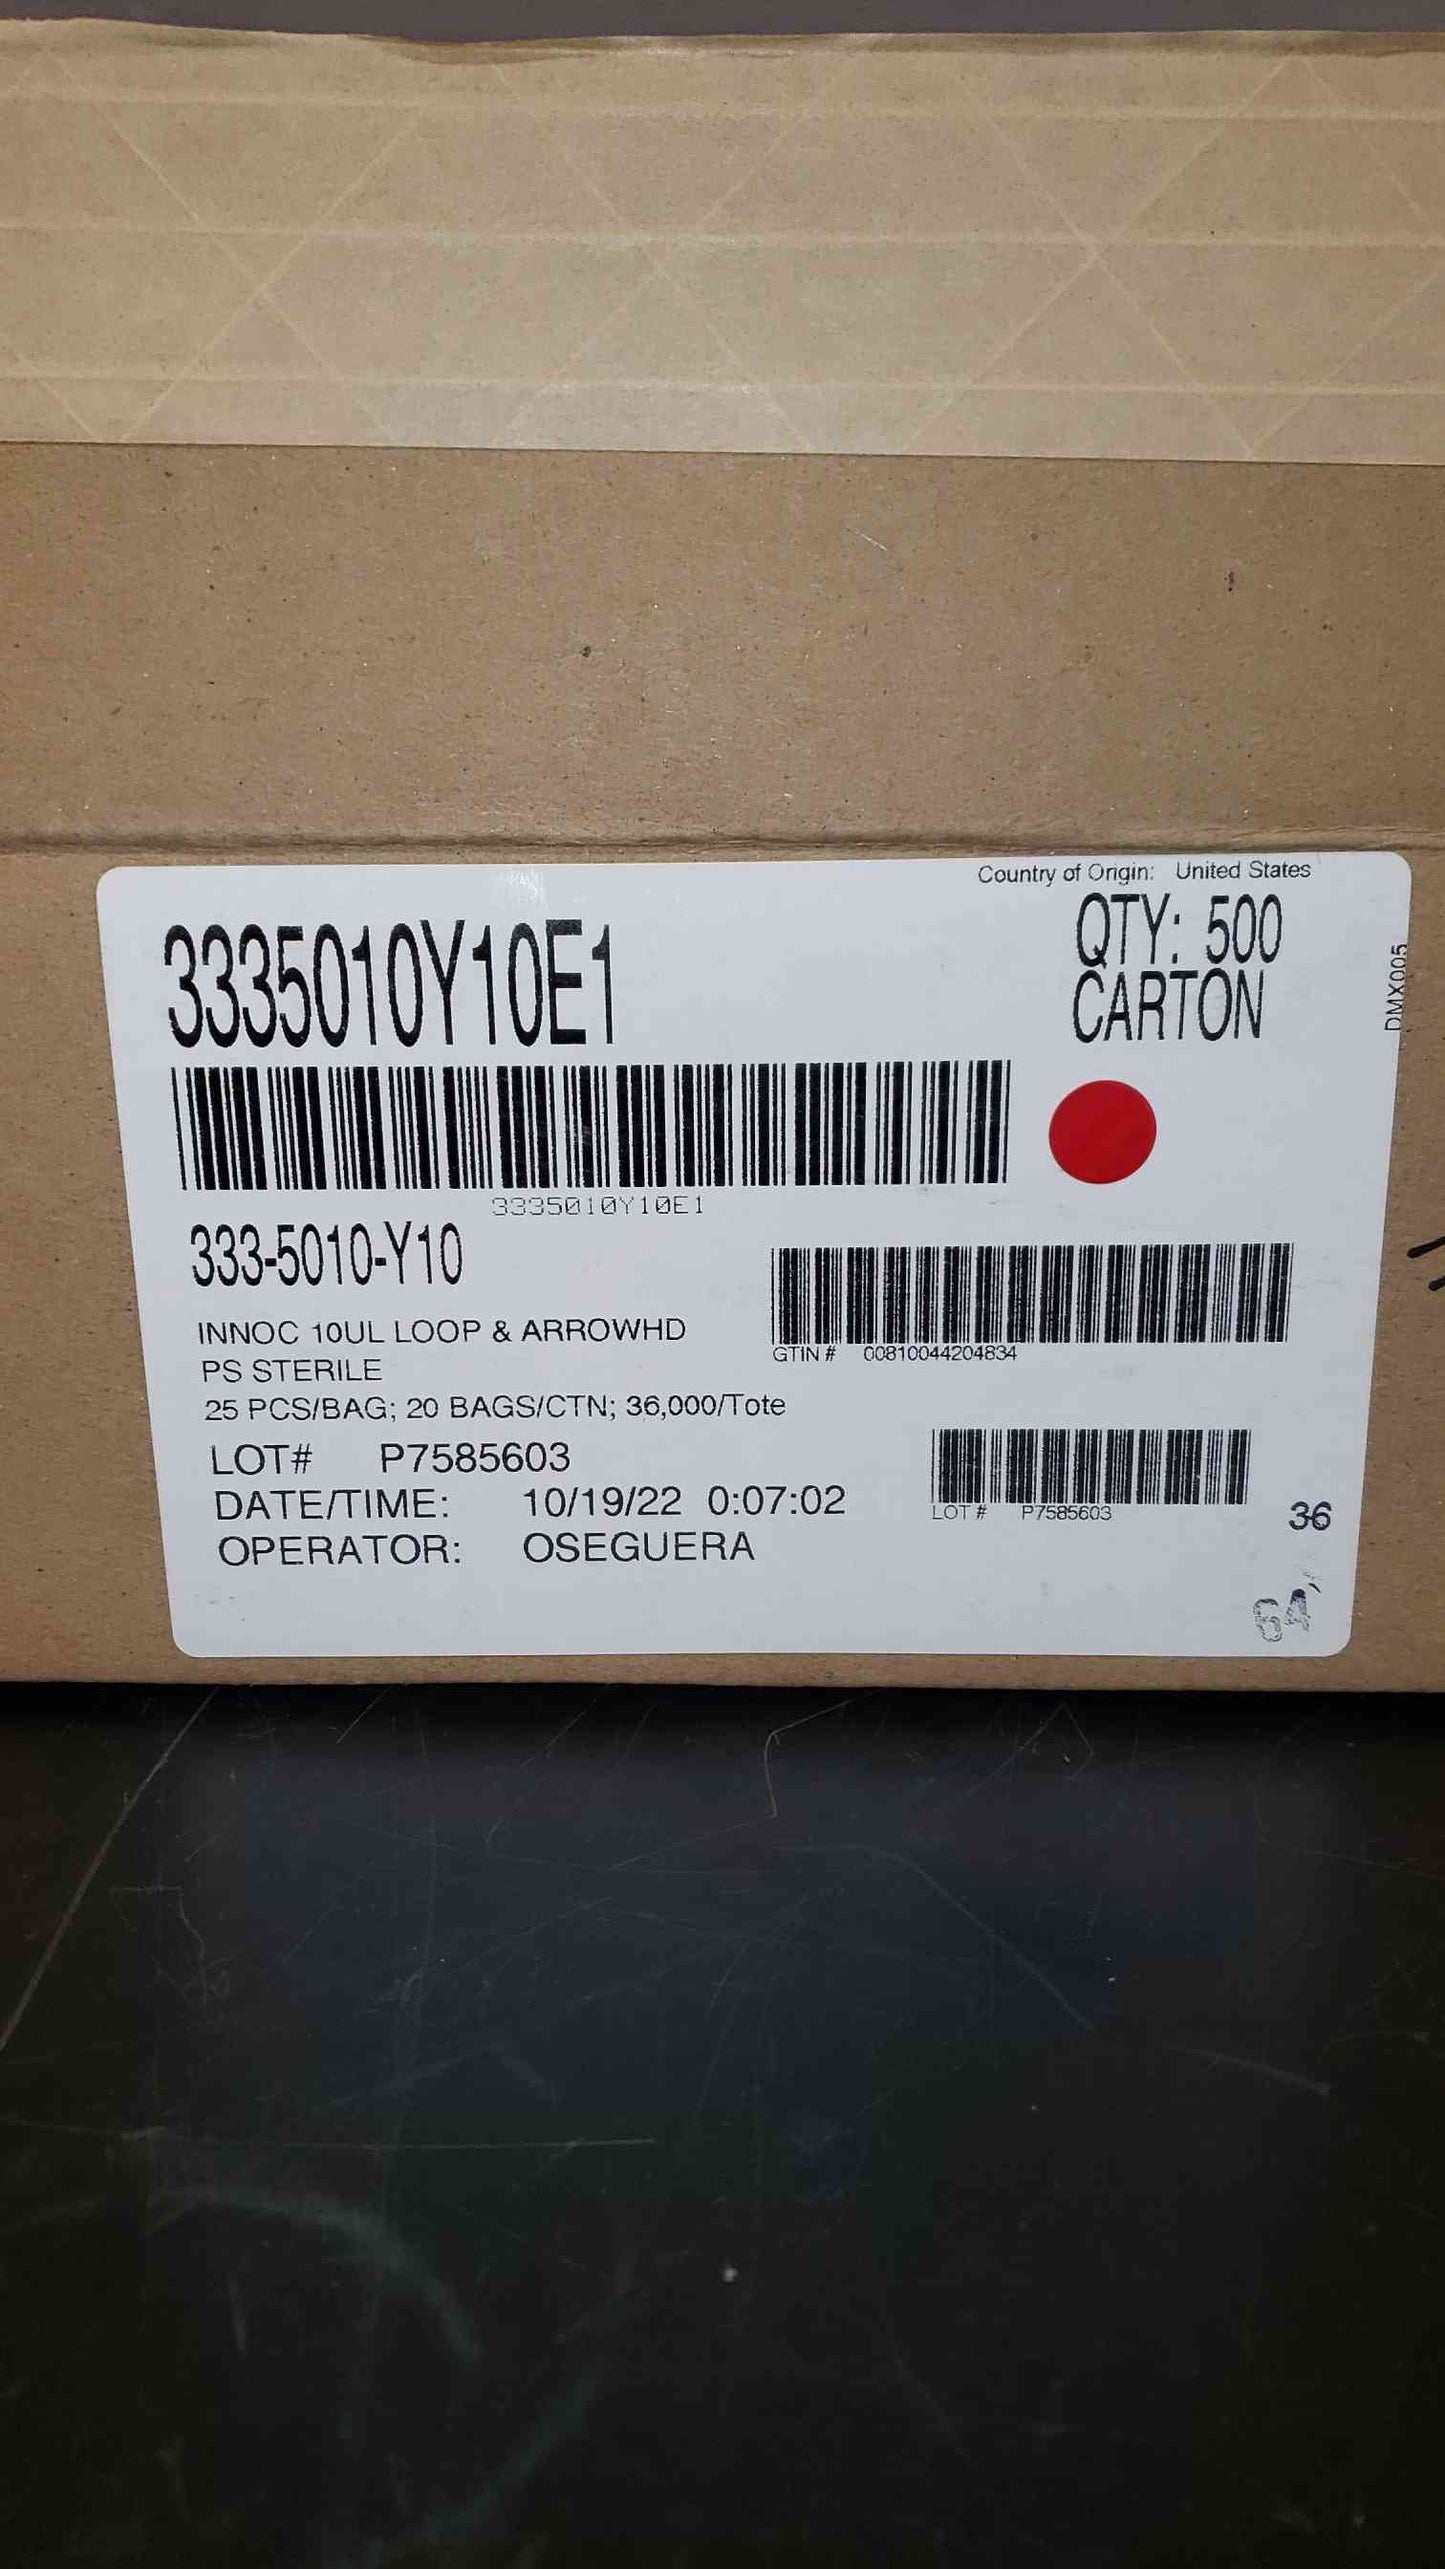 Country of Origin: United States
3335010Y10E1
QTY: 500
CARTON
DMX005
3335010Y10E1
333-5010-Y10
INNOC 10UL LOOP & ARROWHD
PS STERILE
25 PCS/BAG; 20 BAGS/CTN; 36,000/Tote
GTIN # 00810044204834
LOT# P7585603
DATE/TIME: 10/19/22 0:07:02
OPERATOR: OSEGUERA
LOT # P7585603
36